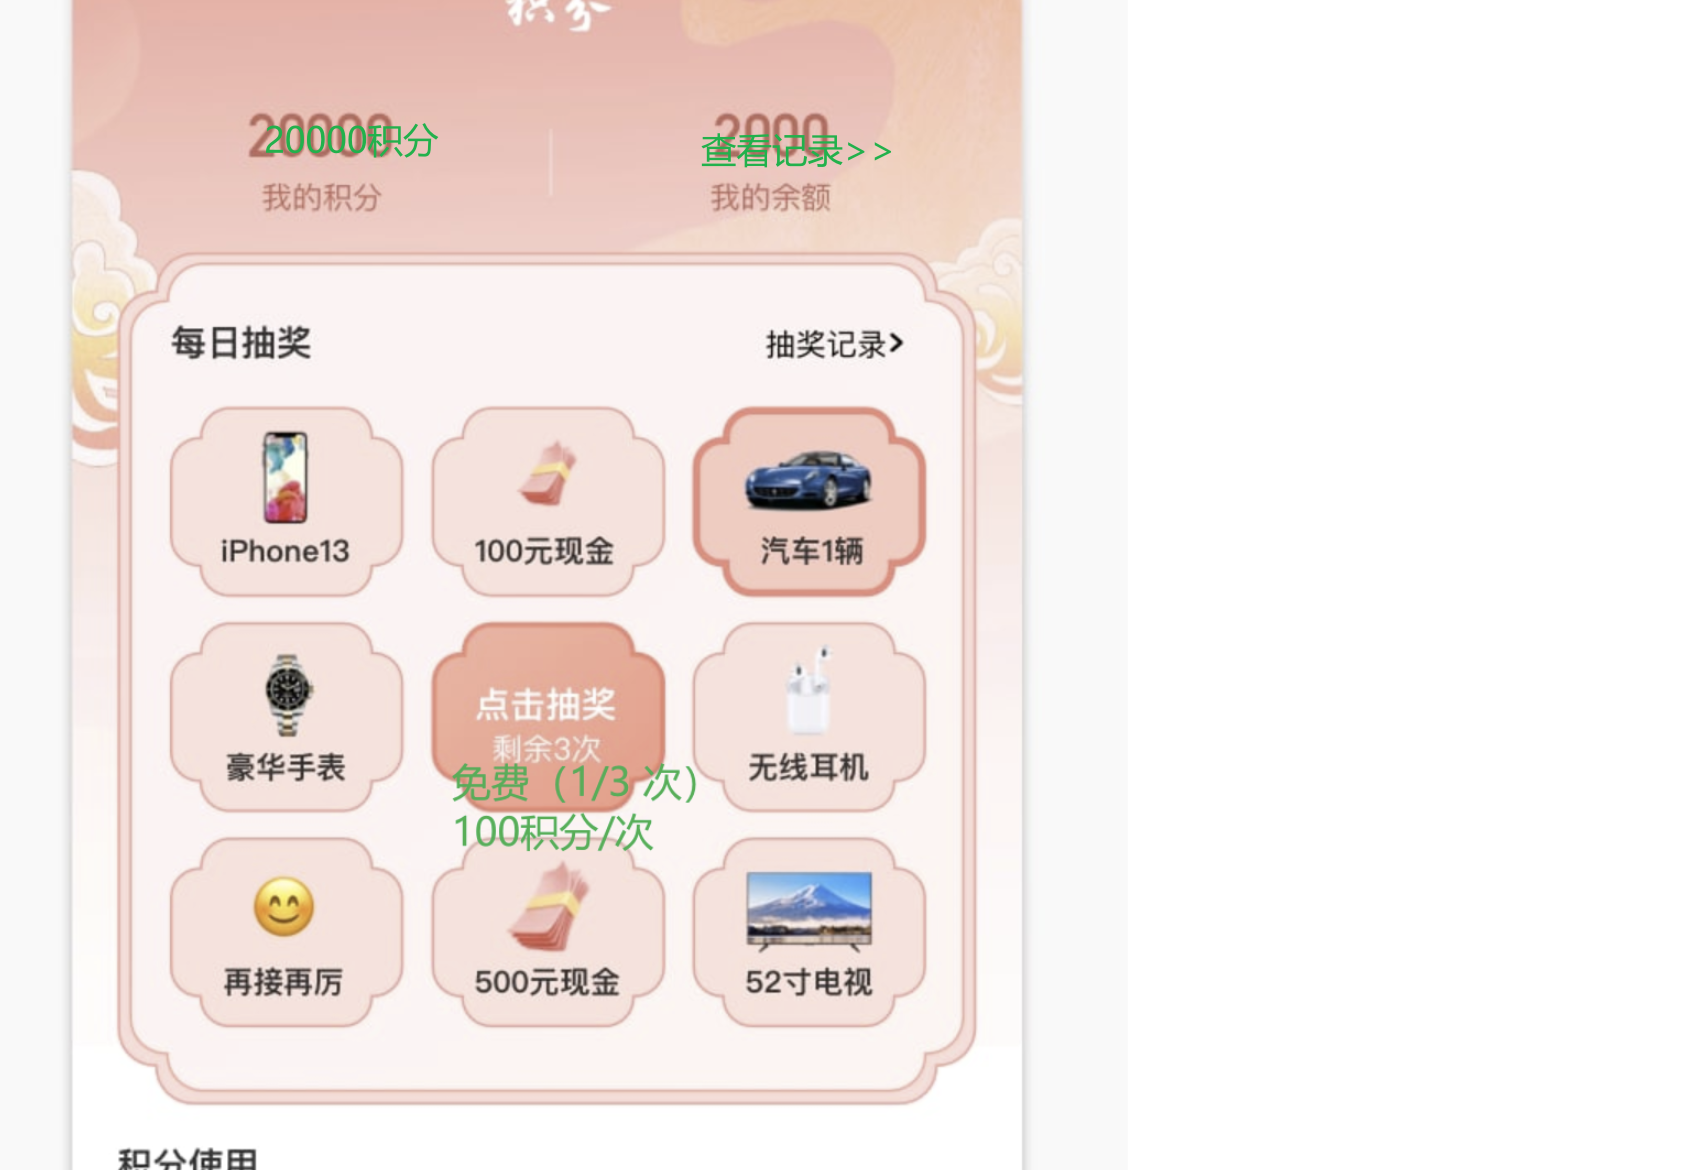 积分
20000
20000积分
2000
查看记录>>
我的积分
我的余额
每日抽奖
抽奖记录>
iPhone13
100元现金
汽车1辆
点击抽奖
剩余3次
豪华手表
无线耳机
免费（1/3 次）
100积分/次
再接再厉
500元现金
52寸电视
积分使用